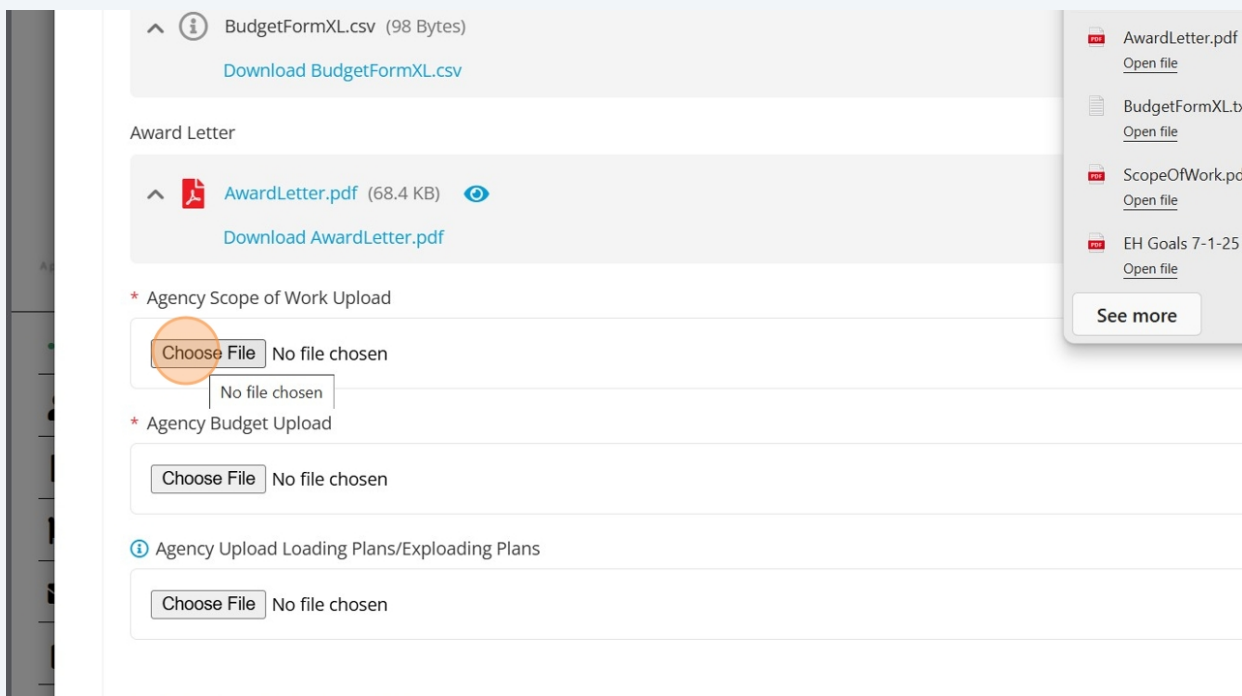 BudgetFormXL.csv (98 Bytes)
Download BudgetFormXL.csv
Award Letter
AwardLetter.pdf (68.4 KB)
Download AwardLetter.pdf
* Agency Scope of Work Upload
Choose File No file chosen
No file chosen
* Agency Budget Upload
Choose File No file chosen
Agency Upload Loading Plans/Exploading Plans
Choose File No file chosen
PDF AwardLetter.pdf
Open file
BudgetFormXL.tx
Open file
PDF ScopeOfWork.pd
Open file
PDF EH Goals 7-1-25
Open file
See more